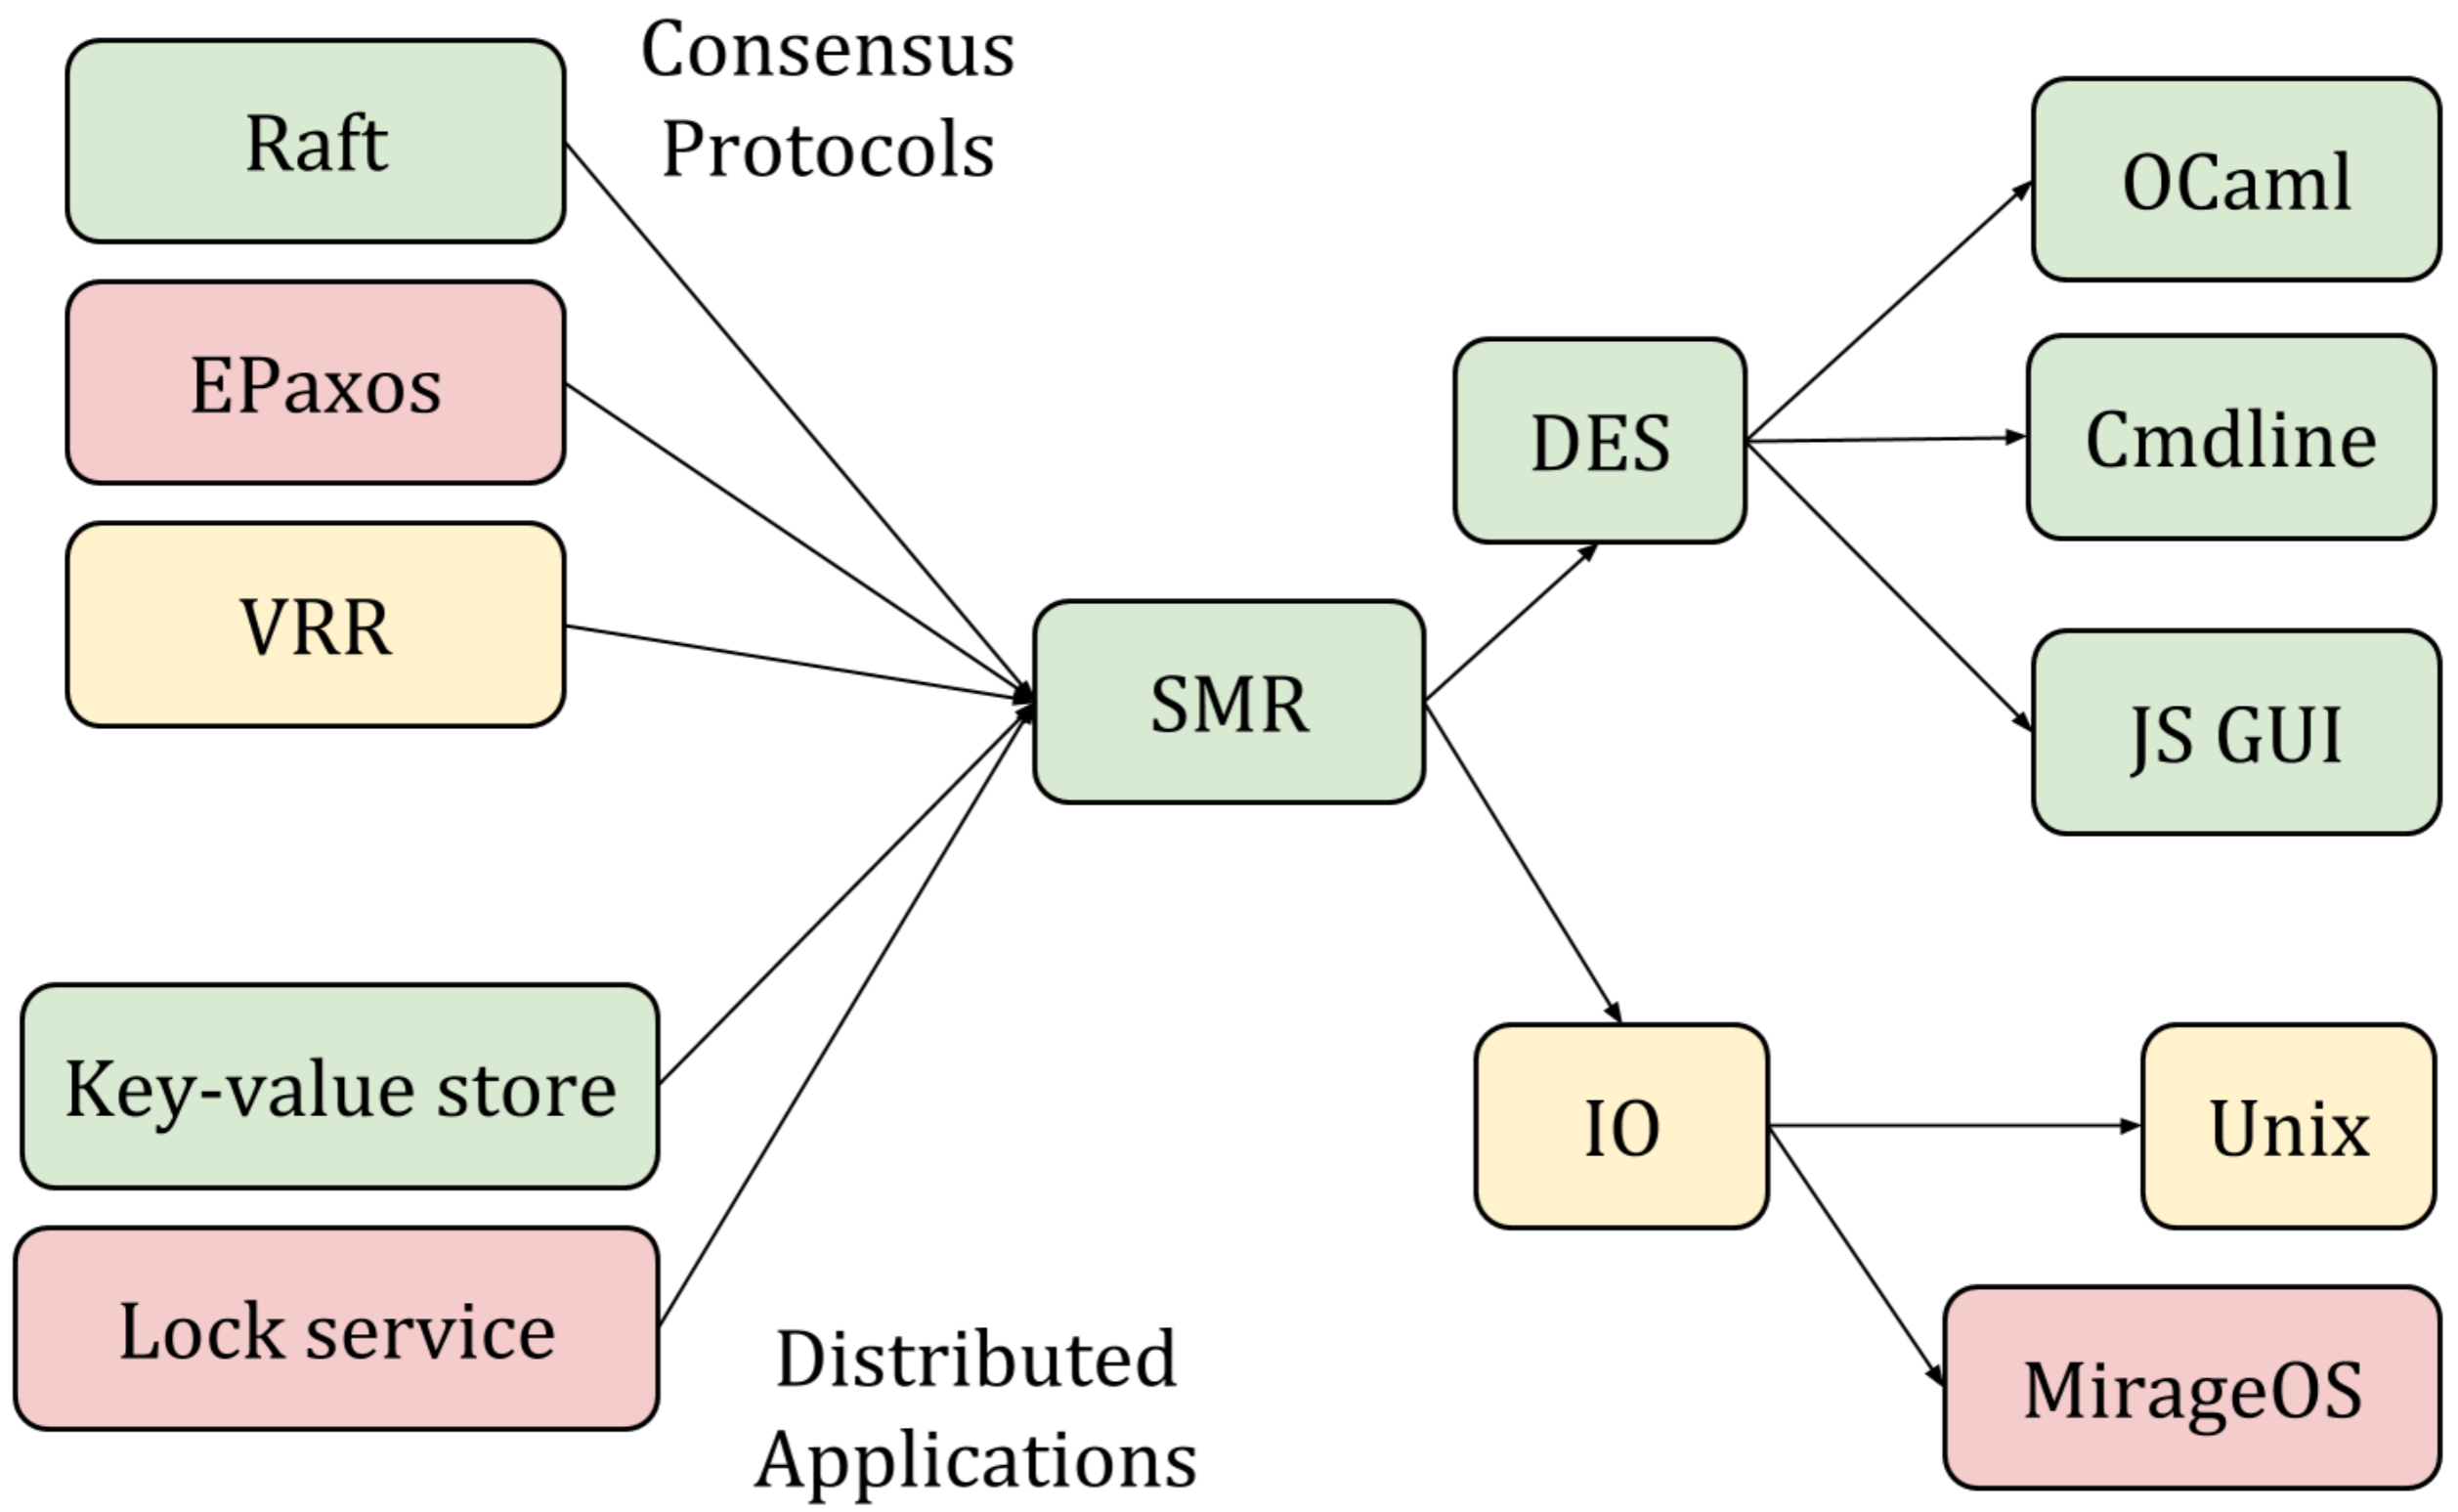 Consensus
Protocols
Raft
EPaxos
VRR
Key-value store
Lock service
Distributed
Applications
SMR
DES
OCaml
Cmdline
JS GUI
IO
Unix
MirageOS